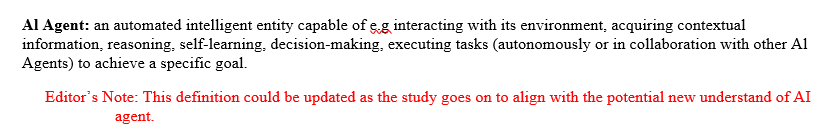 AI Agent: an automated intelligent entity capable of e.g interacting with its environment, acquiring contextual
information, reasoning, self-learning, decision-making, executing tasks (autonomously or in collaboration with other AI
Agents) to achieve a specific goal.
Editor's Note: This definition could be updated as the study goes on to align with the potential new understand of AI
agent.